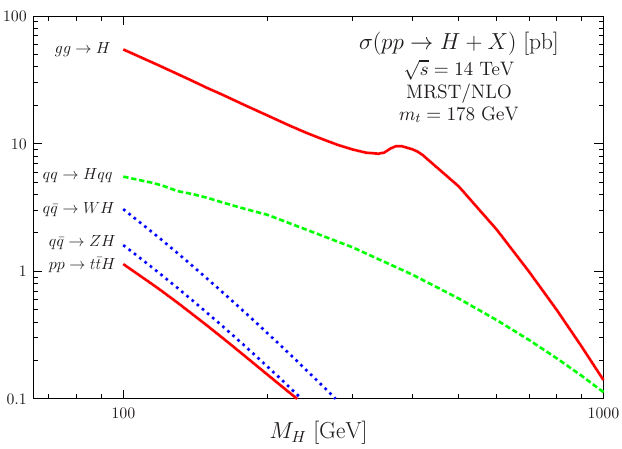 100
σ(pp → H + X) [pb]
gg → H
√s = 14 TeV
MRST/NLO
m_t = 178 GeV
10
qq → Hqq
qq̄ → WH
qq̄ → ZH
pp → tt̄H
1
0.1
100
1000
M_H [GeV]